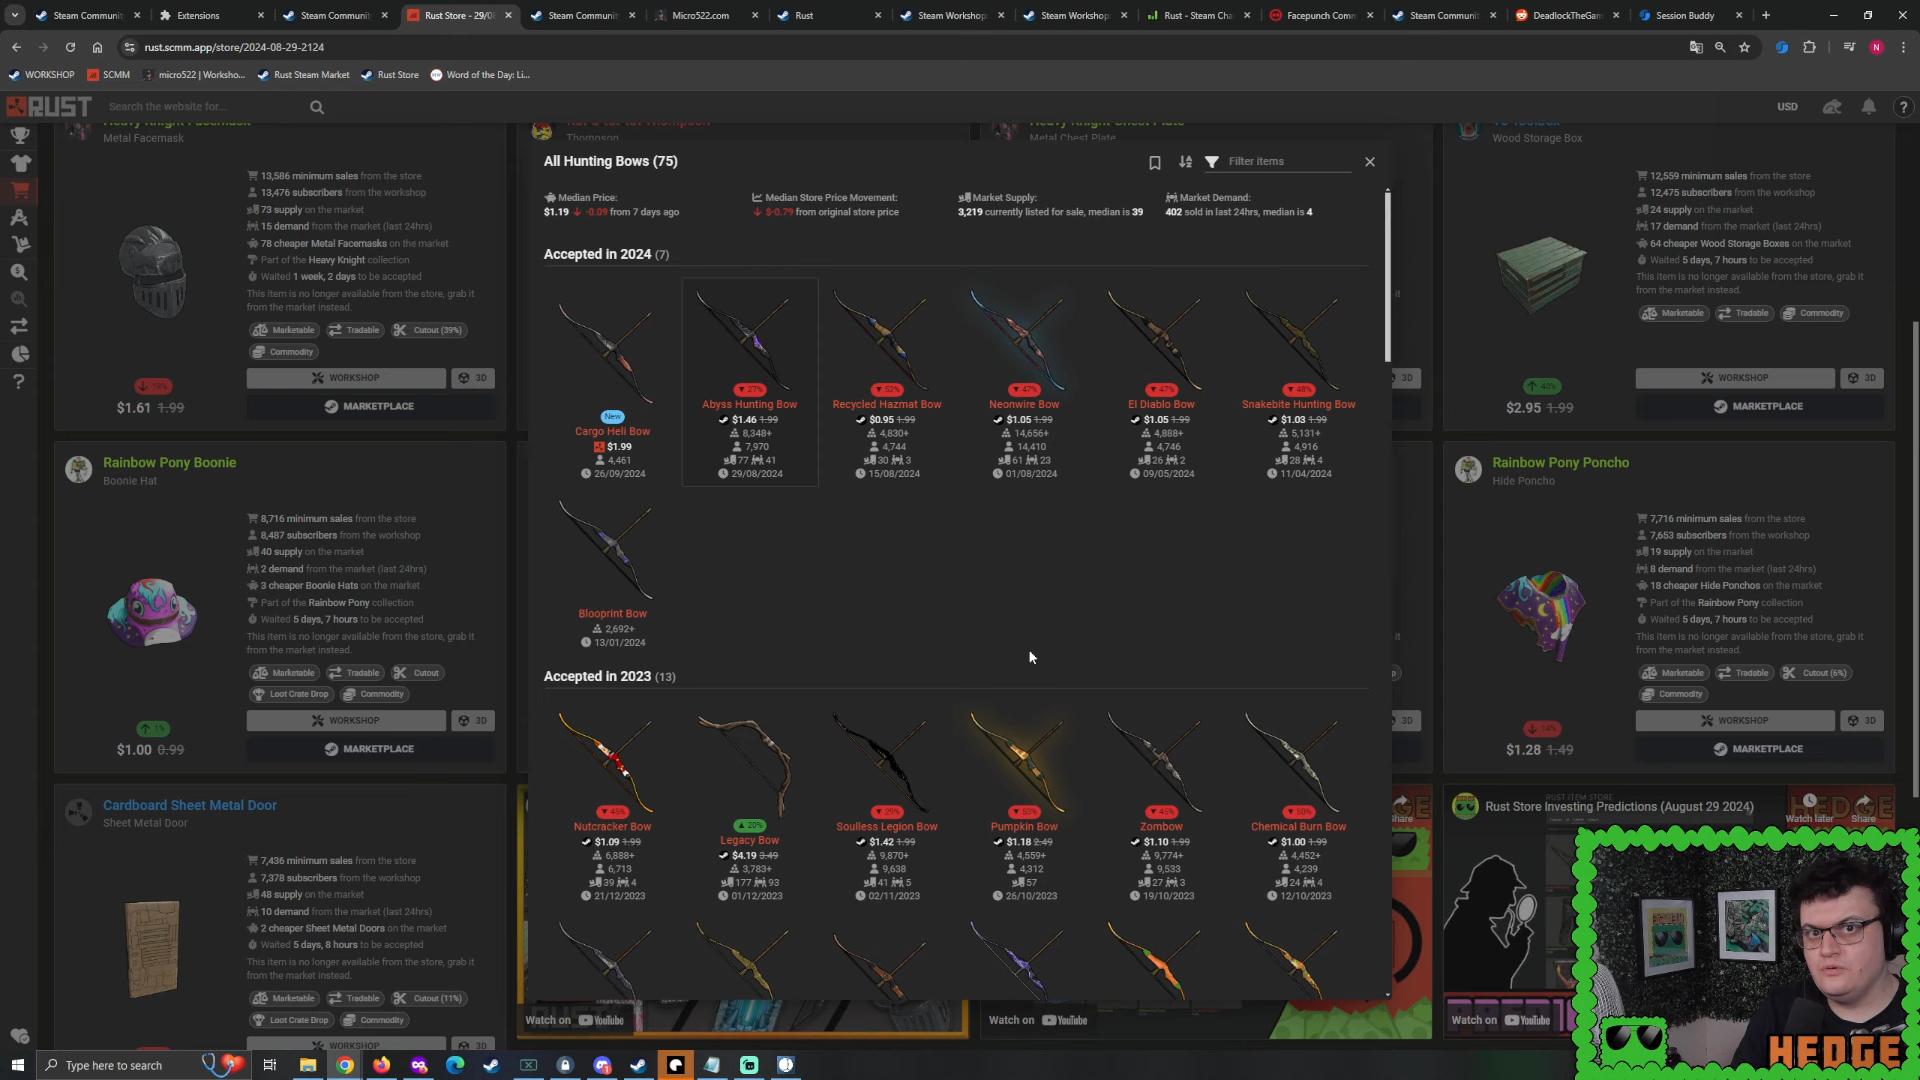 Steam Communit
Extensions
Steam Communit
Rust Store - 29/0
Steam Communit
Micro522.com
Rust
Steam Workshop
Steam Workshop
Rust - Steam Cha
Facepunch Comm
Steam Communit
DeadlockTheGam
Session Buddy
rust.scmm.app/store/2024-08-29-2124
WORKSHOP
SCMM
micro522 | Worksho...
Rust Steam Market
Rust Store
Word of the Day: Li...
RUST
Search the website for...
USD
Metal Facemask
13,586 minimum sales from the store
13,476 subscribers from the workshop
73 supply on the market
15 demand from the market (last 24hrs)
78 cheaper Metal Facemasks on the market
Part of the Heavy Knight collection
Waited 1 week, 2 days to be accepted
This item is no longer available from the store, grab it
from the market instead.
Marketable
Tradable
Cutout (39%)
Commodity
$1.61 1.99
WORKSHOP
3D
MARKETPLACE
Rainbow Pony Boonie
Boonie Hat
8,716 minimum sales from the store
8,487 subscribers from the workshop
40 supply on the market
2 demand from the market (last 24hrs)
3 cheaper Boonie Hats on the market
Part of the Rainbow Pony collection
Waited 5 days, 7 hours to be accepted
This item is no longer available from the store, grab it
from the market instead.
Marketable
Tradable
Cutout
Loot Crate Drop
Commodity
1%
$1.00 0.99
WORKSHOP
3D
MARKETPLACE
Cardboard Sheet Metal Door
Sheet Metal Door
7,436 minimum sales from the store
7,378 subscribers from the workshop
48 supply on the market
10 demand from the market (last 24hrs)
2 cheaper Sheet Metal Doors on the market
Waited 5 days, 8 hours to be accepted
This item is no longer available from the store, grab it
from the market instead.
Marketable
Tradable
Cutout (11%)
Loot Crate Drop
Commodity
WORKSHOP
3D
Thompson
Metal Chest Plate
All Hunting Bows (75)
Filter items
Median Price:
$1.19 -0.09 from 7 days ago
Median Store Price Movement:
$-0.79 from original store price
Market Supply:
3,219 currently listed for sale, median is 39
Market Demand:
402 sold in last 24hrs, median is 4
Accepted in 2024 (7)
New
Cargo Heli Bow
$1.99
4,461
26/09/2024
27%
Abyss Hunting Bow
$1.46 1.99
8,348+
7,970
77 41
29/08/2024
52%
Recycled Hazmat Bow
$0.95 1.99
4,830+
4,744
30 3
15/08/2024
47%
Neonwire Bow
$1.05 1.99
14,656+
14,410
61 23
01/08/2024
47%
El Diablo Bow
$1.05 1.99
4,888+
4,746
26 2
09/05/2024
48%
Snakebite Hunting Bow
$1.03 1.99
5,131+
4,916
28 4
11/04/2024
Blooprint Bow
2,692+
13/01/2024
Accepted in 2023 (13)
45%
Nutcracker Bow
$1.09 1.99
6,888+
6,713
39 4
21/12/2023
20%
Legacy Bow
$4.19 3.49
3,783+
177 93
01/12/2023
29%
Soulless Legion Bow
$1.42 1.99
9,870+
9,638
41 5
02/11/2023
53%
Pumpkin Bow
$1.18 2.49
4,559+
4,312
57
26/10/2023
45%
Zombow
$1.10 1.99
9,774+
9,533
27 3
19/10/2023
50%
Chemical Burn Bow
$1.00 1.99
4,452+
4,239
24 4
12/10/2023
Watch on YouTube
Watch on YouTube
Wood Storage Box
12,559 minimum sales from the store
12,475 subscribers from the workshop
24 supply on the market
17 demand from the market (last 24hrs)
64 cheaper Wood Storage Boxes on the market
Waited 5 days, 7 hours to be accepted
This item is no longer available from the store, grab it
from the market instead.
Marketable
Tradable
Commodity
$2.95 1.99
WORKSHOP
3D
MARKETPLACE
Rainbow Pony Poncho
Hide Poncho
7,716 minimum sales from the store
7,653 subscribers from the workshop
19 supply on the market
8 demand from the market (last 24hrs)
18 cheaper Hide Ponchos on the market
Part of the Rainbow Pony collection
Waited 5 days, 7 hours to be accepted
This item is no longer available from the store, grab it
from the market instead.
Marketable
Tradable
Cutout (6%)
Commodity
14%
$1.28 1.49
WORKSHOP
3D
MARKETPLACE
Rust Store Investing Predictions (August 29 2024)
Watch later
Share
Watch on YouTube
HEDGE
Type here to search